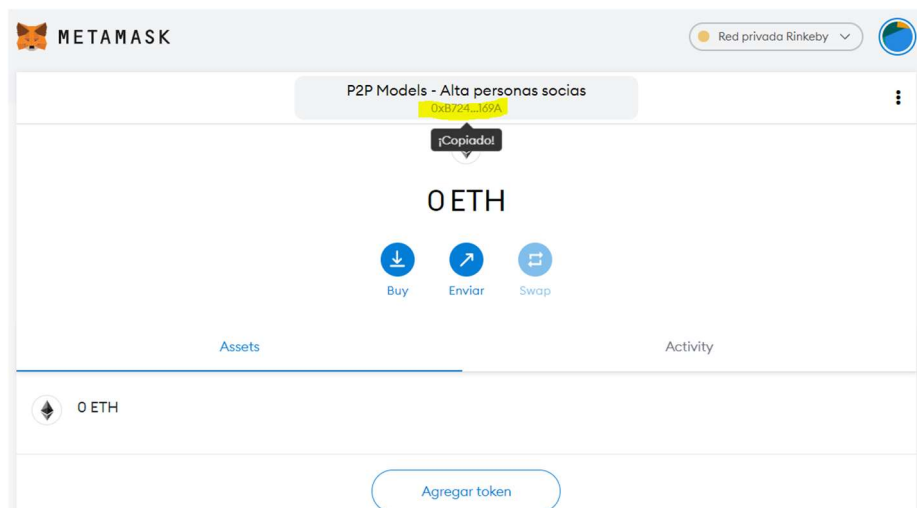 METAMASK
Red privada Rinkeby
P2P Models - Alta personas socias
0xB724...169A
¡Copiado!
0 ETH
Buy Enviar Swap
Assets Activity
0 ETH
Agregar token